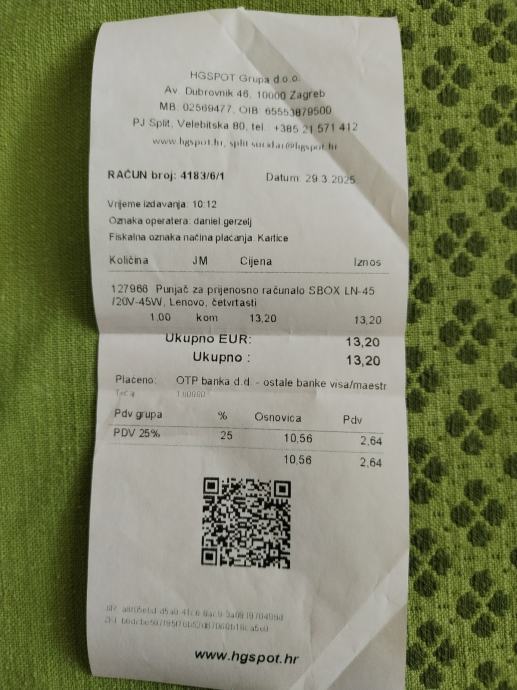 HGSPOT Grupa d.o.o.
Av. Dubrovnik 46, 10000 Zagreb
MB: 02569477, OIB: 65553879500
PJ Split, Velebitska 80, tel.: +385 21 571 412
www.hgspot.hr, split.sucidar@hgspot.hr
RAČUN broj: 4183/6/1 Datum: 29.3.2025.
Vrijeme izdavanja: 10:12
Oznaka operatera: daniel.gerzelj
Fiskalna oznaka načina plaćanja: Kartice
Količina JM Cijena Iznos
127968 Punjač za prijenosno računalo SBOX LN-45
/20V-45W, Lenovo, četvrtasti
1,00 kom 13,20 13,20
Ukupno EUR: 13,20
Ukupno : 13,20
Plaćeno: OTP banka d.d. - ostale banke visa/maestr
Pdv grupa % Osnovica Pdv
PDV 25% 25 10,56 2,64
10,56 2,64
www.hgspot.hr